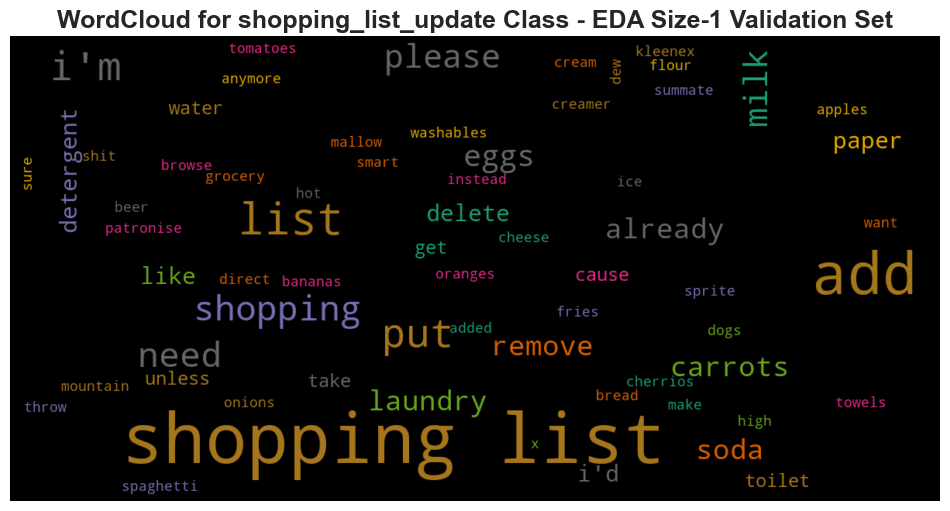 WordCloud for shopping_list_update Class - EDA Size-1 Validation Set
tomatoes
i'm
please
kleenex
cream
flour
dew
milk
anymore
summate
water
creamer
apples
detergent
washables
paper
mallow
shit
eggs
browse
smart
sure
grocery
instead
ice
hot
beer
list
delete
patronise
already
want
get
cheese
like
direct
bananas
oranges
cause
add
shopping
sprite
fries
put
added
dogs
remove
need
carrots
unless
take
mountain
cherrios
bread
throw
onions
laundry
make
towels
shopping list
x
high
soda
i'd
toilet
spaghetti